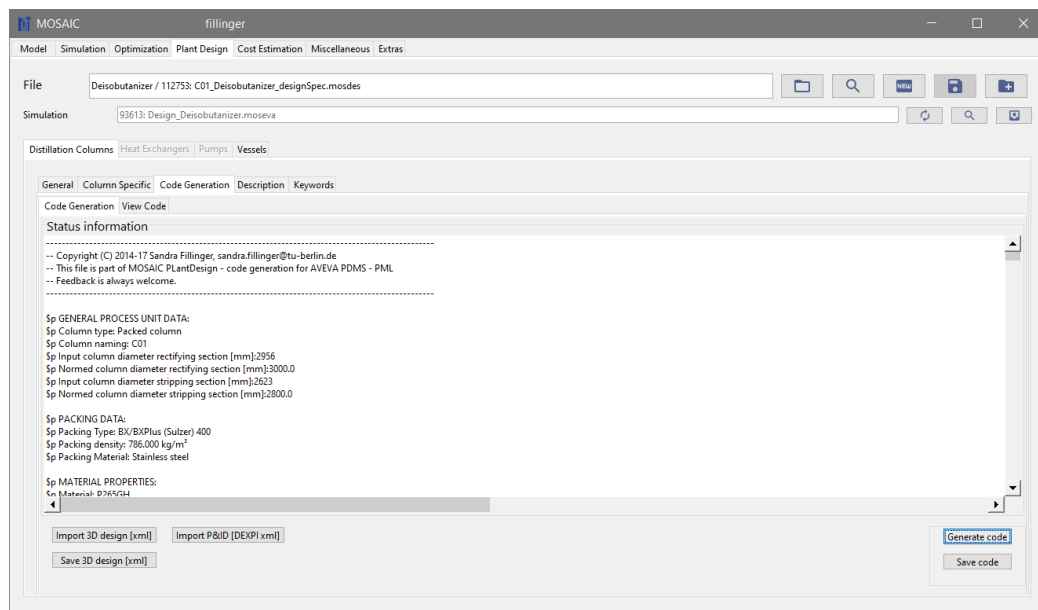 MOSAIC fillinger
Model Simulation Optimization Plant Design Cost Estimation Miscellaneous Extras
File Deisobutanizer / 112753: C01_Deisobutanizer_designSpec.mosdes NEW
Simulation 93613: Design_Deisobutanizer.moseva
Distillation Columns Heat Exchangers Pumps Vessels
General Column Specific Code Generation Description Keywords
Code Generation View Code
Status information
--------------------------------------------------------------------------------------------------
-- Copyright (C) 2014-17 Sandra Fillinger, sandra.fillinger@tu-berlin.de
-- This file is part of MOSAIC PLantDesign - code generation for AVEVA PDMS - PML
-- Feedback is always welcome.
--------------------------------------------------------------------------------------------------
$p GENERAL PROCESS UNIT DATA:
$p Column type: Packed column
$p Column naming: C01
$p Input column diameter rectifying section [mm]:2956
$p Normed column diameter rectifying section [mm]:3000.0
$p Input column diameter stripping section [mm]:2623
$p Normed column diameter stripping section [mm]:2800.0
$p PACKING DATA:
$p Packing Type: BX/BXPlus (Sulzer) 400
$p Packing density: 786.000 kg/m³
$p Packing Material: Stainless steel
$p MATERIAL PROPERTIES:
$p Material: P265GH
Import 3D design [xml] Import P&ID [DEXPI xml] Generate code
Save 3D design [xml] Save code